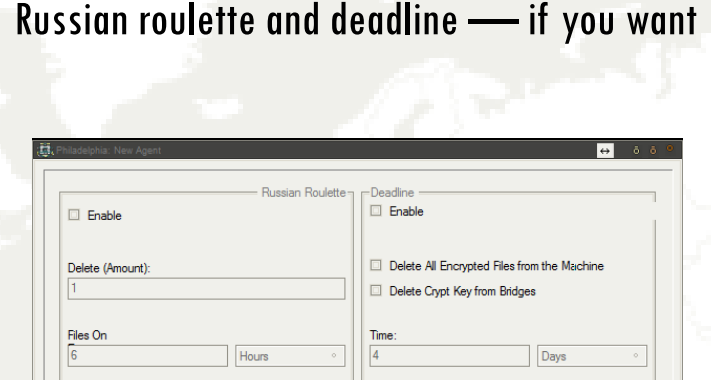 Russian roulette and deadline — if you want
Philadelphia: New Agent
Russian Roulette
Enable
Delete (Amount):
1
Files On
6
Hours
Deadline
Enable
Delete All Encrypted Files from the Machine
Delete Crypt Key from Bridges
Time:
4
Days